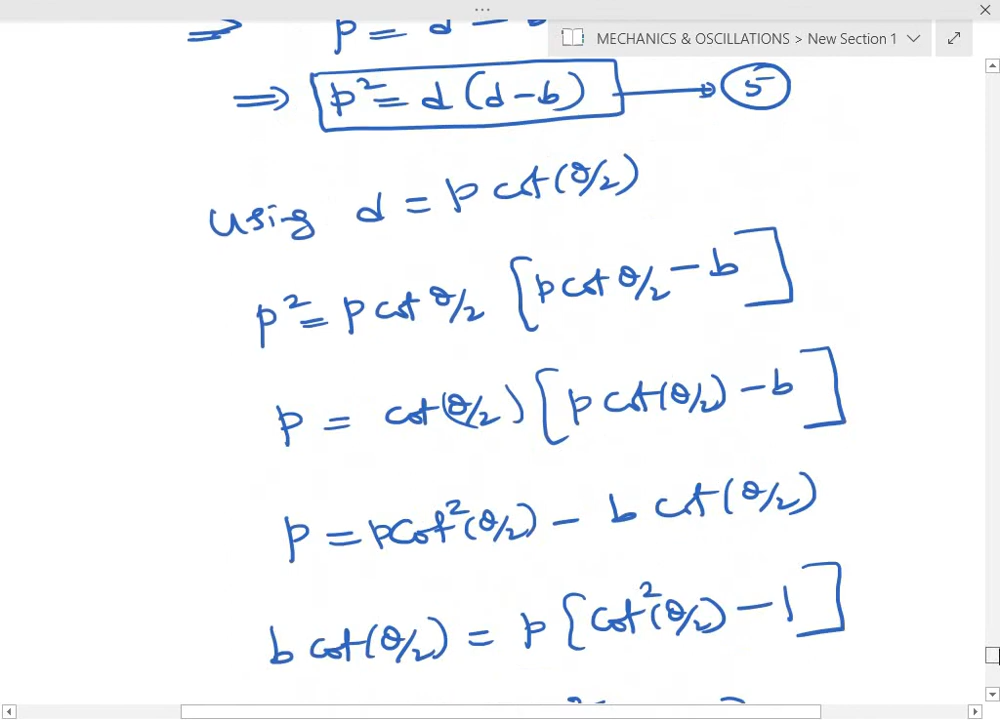 ...
⇒ p = d -
MECHANICS & OSCILLATIONS > New Section 1
⇒ p² = d (d-b) → 5
Using d = p cot(θ/2)
p² = p cot θ/2 [p cot θ/2 - b]
p = cot(θ/2) [p cot(θ/2) - b]
p = p cot²(θ/2) - b cot(θ/2)
b cot(θ/2) = p [cot²(θ/2) - 1]